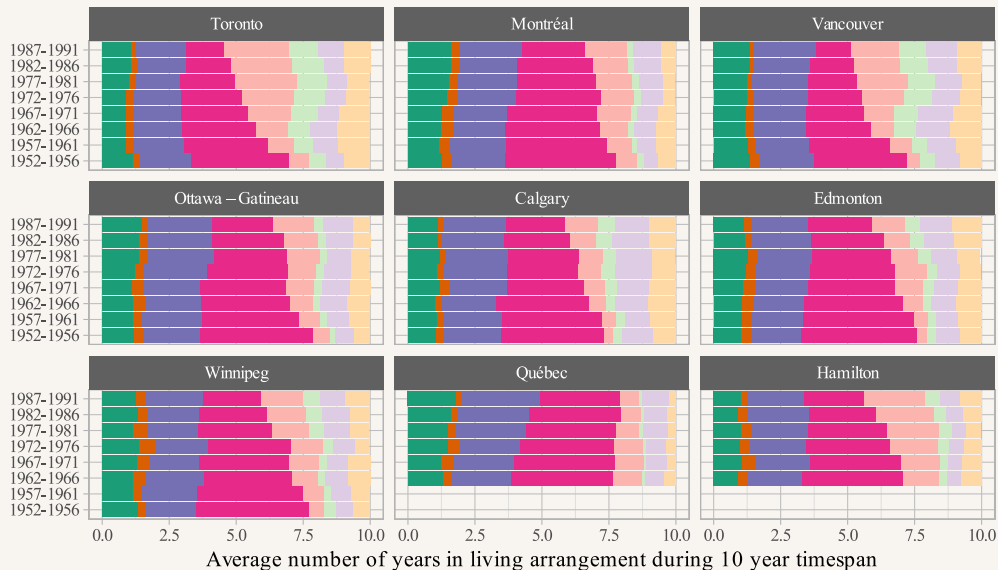 Toronto
Montréal
Vancouver
1987-1991
1982-1986
1977-1981
1972-1976
1967-1971
1962-1966
1957-1961
1952-1956
Ottawa – Gatineau
Calgary
Edmonton
1987-1991
1982-1986
1977-1981
1972-1976
1967-1971
1962-1966
1957-1961
1952-1956
Winnipeg
Québec
Hamilton
1987-1991
1982-1986
1977-1981
1972-1976
1967-1971
1962-1966
1957-1961
1952-1956
0.0 2.5 5.0 7.5 10.0
0.0 2.5 5.0 7.5 10.0
0.0 2.5 5.0 7.5 10.0
Average number of years in living arrangement during 10 year timespan